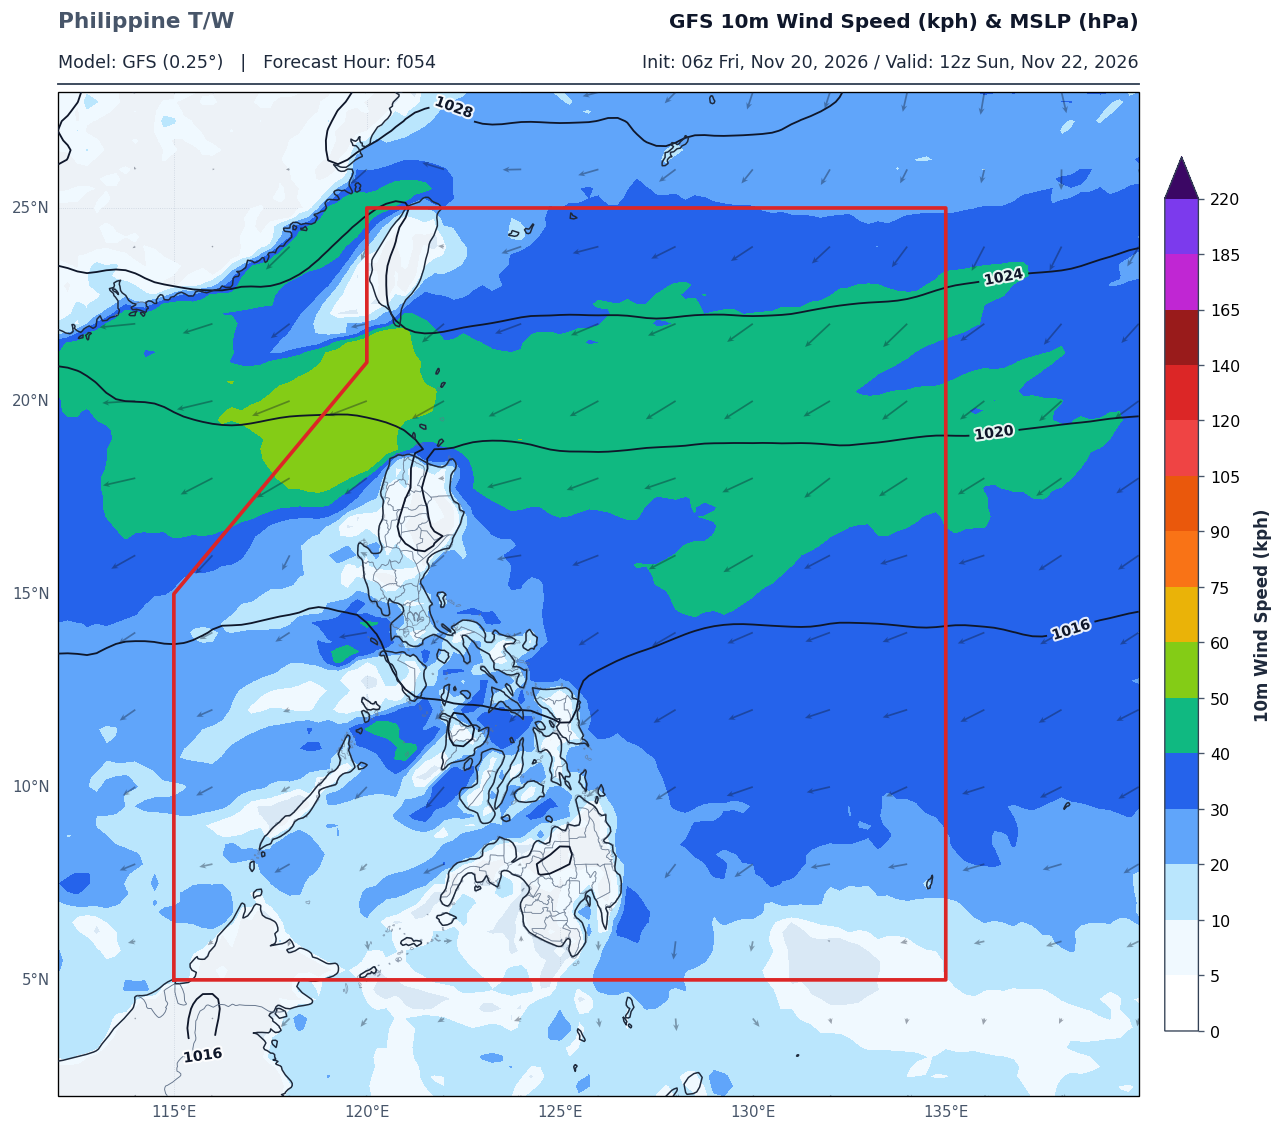 Philippine T/W
GFS 10m Wind Speed (kph) & MSLP (hPa)
Model: GFS (0.25°)   |   Forecast Hour: f054
Init: 06z Fri, Nov 20, 2026 / Valid: 12z Sun, Nov 22, 2026
1028
1024
1020
1016
1016
25°N
20°N
15°N
10°N
5°N
115°E
120°E
125°E
130°E
135°E
220
185
165
140
120
105
90
75
60
50
40
30
20
10
5
0
10m Wind Speed (kph)